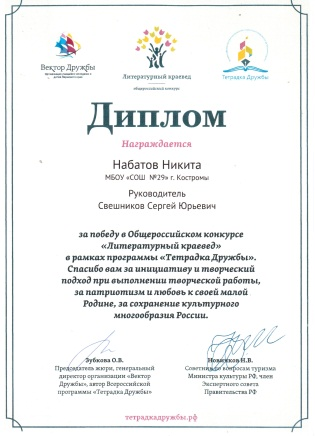 Вектор Дружбы
Литературный краевед
общероссийский конкурс
Тетрадка Дружбы
Диплом
Награждается
Набатов Никита
МБОУ «СОШ №29» г. Костромы
Руководитель
Свешников Сергей Юрьевич
за победу в Общероссийском конкурсе
«Литературный краевед»
в рамках программы «Тетрадка Дружбы».
Спасибо вам за инициативу и творческий
подход при выполнении творческой работы,
за патриотизм и любовь к своей малой
Родине, за сохранение культурного
многообразия России.
Зубкова О.В.
Председатель жюри, генеральный
директор организации «Вектор
Дружбы», автор Всероссийской
программы «Тетрадка Дружбы»
Новичков Н.В.
Советник по вопросам туризма
Министра культуры РФ, член
Экспертного совета
Правительства РФ
тетрадкадружбы.рф